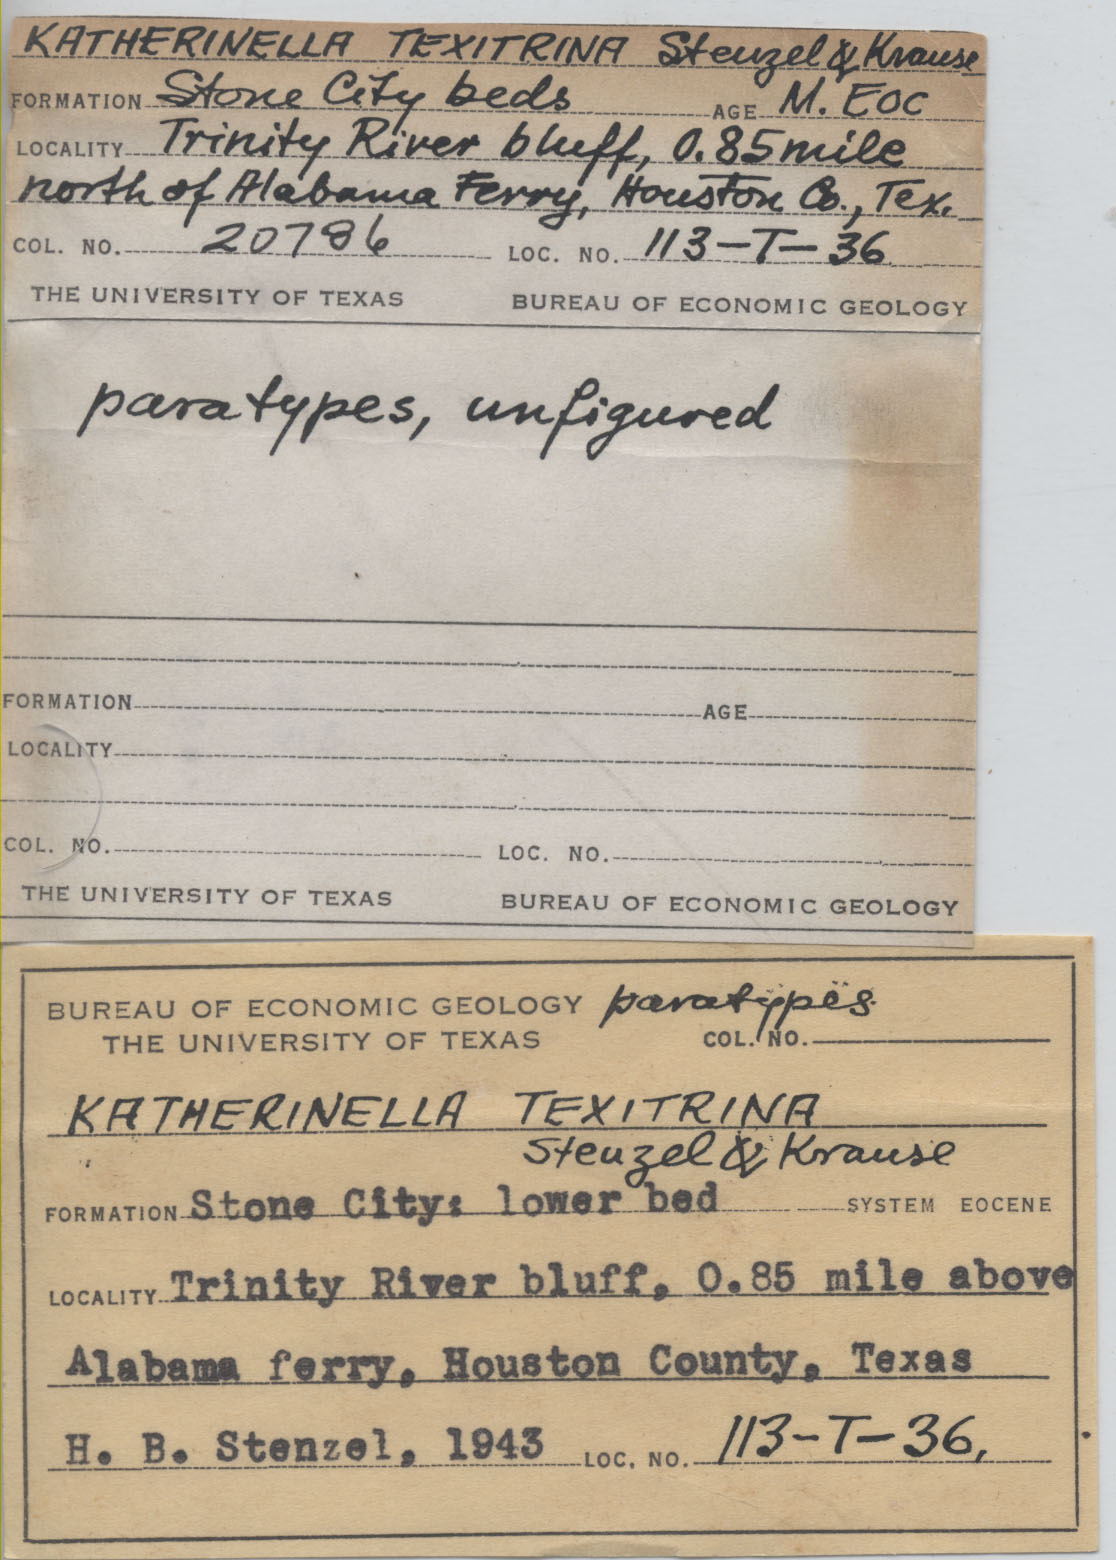 KATHERINELLA TEXITRINA Stenzel & Krause
FORMATION Stone City beds AGE M. EOC
LOCALITY Trinity River bluff, 0.85 mile
north of Alabama Ferry, Houston Co., Tex.
COL. NO. 20786 LOC. NO. 113-T-36
THE UNIVERSITY OF TEXAS BUREAU OF ECONOMIC GEOLOGY
paratypes, unfigured
FORMATION AGE
LOCALITY
COL. NO. LOC. NO.
THE UNIVERSITY OF TEXAS BUREAU OF ECONOMIC GEOLOGY
BUREAU OF ECONOMIC GEOLOGY paratypes
THE UNIVERSITY OF TEXAS COL. NO.
KATHERINELLA TEXITRINA
Stenzel & Krause
FORMATION Stone City: lower bed SYSTEM EOCENE
LOCALITY Trinity River bluff, 0.85 mile above
Alabama ferry, Houston County, Texas
H. B. Stenzel, 1943 LOC. NO. 113-T-36,